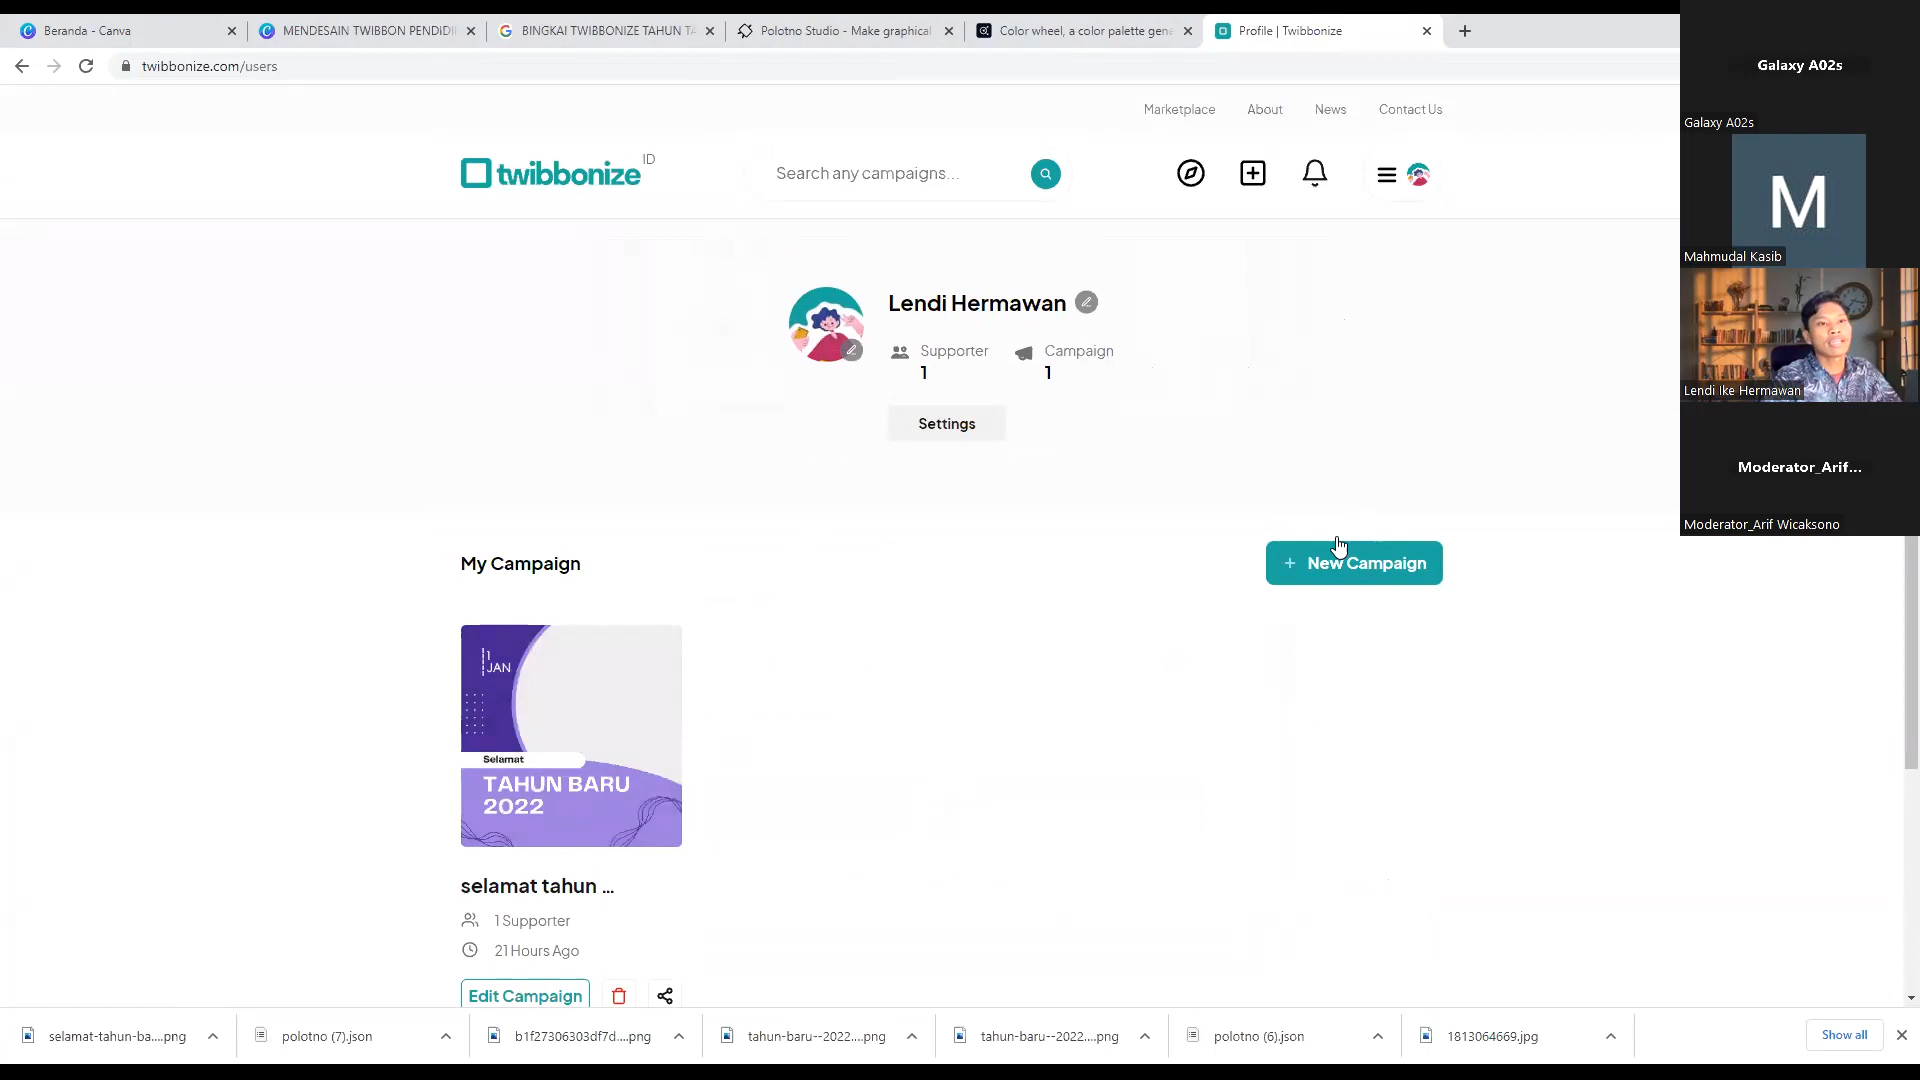 Beranda - Canva
MENDESAIN TWIBBON PENDIDI
BINGKAI TWIBBONIZE TAHUN TA
Polotno Studio - Make graphical
Color wheel, a color palette gene
Profile | Twibbonize
twibbonize.com/users
Marketplace
About
News
Contact Us
twibbonize
ID
Search any campaigns...
Lendi Hermawan
Supporter
Campaign
1
1
Settings
My Campaign
+ New Campaign
1
JAN
Selamat
TAHUN BARU
2022
selamat tahun ...
1 Supporter
21 Hours Ago
Edit Campaign
selamat-tahun-ba....png
polotno (7).json
b1f27306303df7d....png
tahun-baru--2022....png
tahun-baru--2022....png
polotno (6).json
1813064669.jpg
Show all
Galaxy A02s
Galaxy A02s
M
Mahmudal Kasib
Lendi Ike Hermawan
Moderator_Arif...
Moderator_Arif Wicaksono